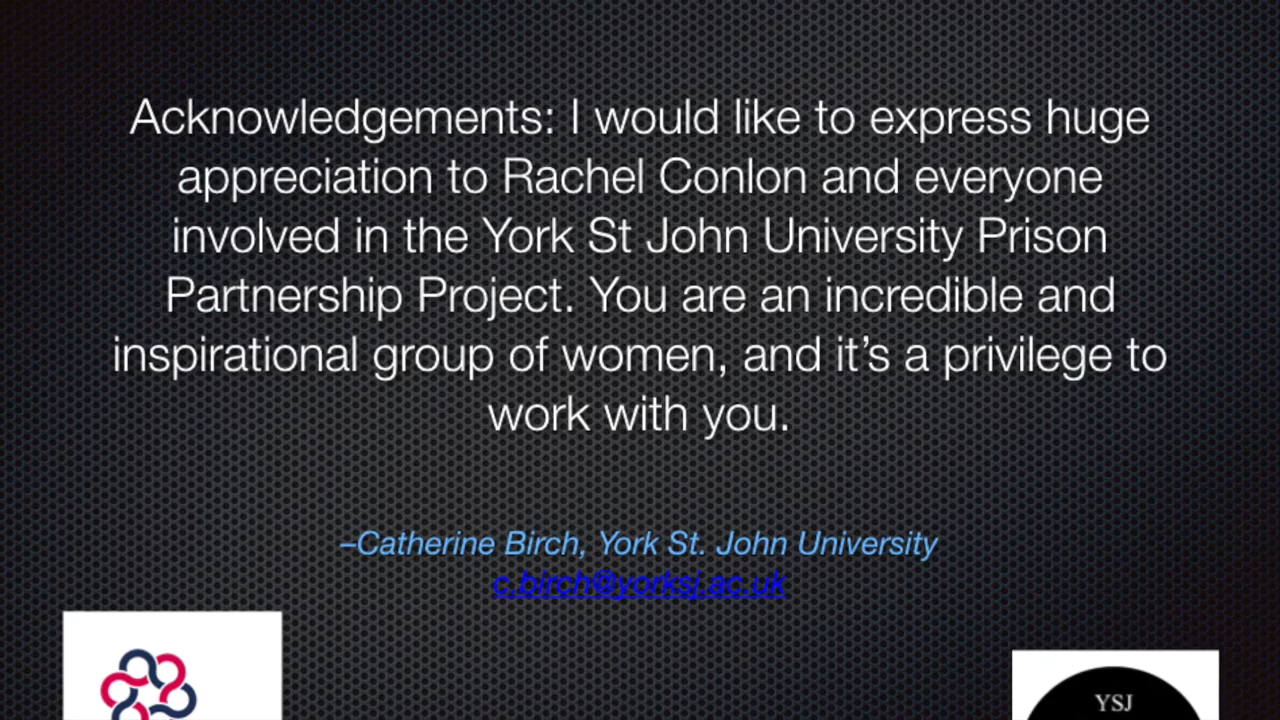 Acknowledgements: I would like to express huge
appreciation to Rachel Conlon and everyone
involved in the York St John University Prison
Partnership Project. You are an incredible and
inspirational group of women, and it’s a privilege to
work with you.
–Catherine Birch, York St. John University
c.birch@yorksj.ac.uk
YSJ